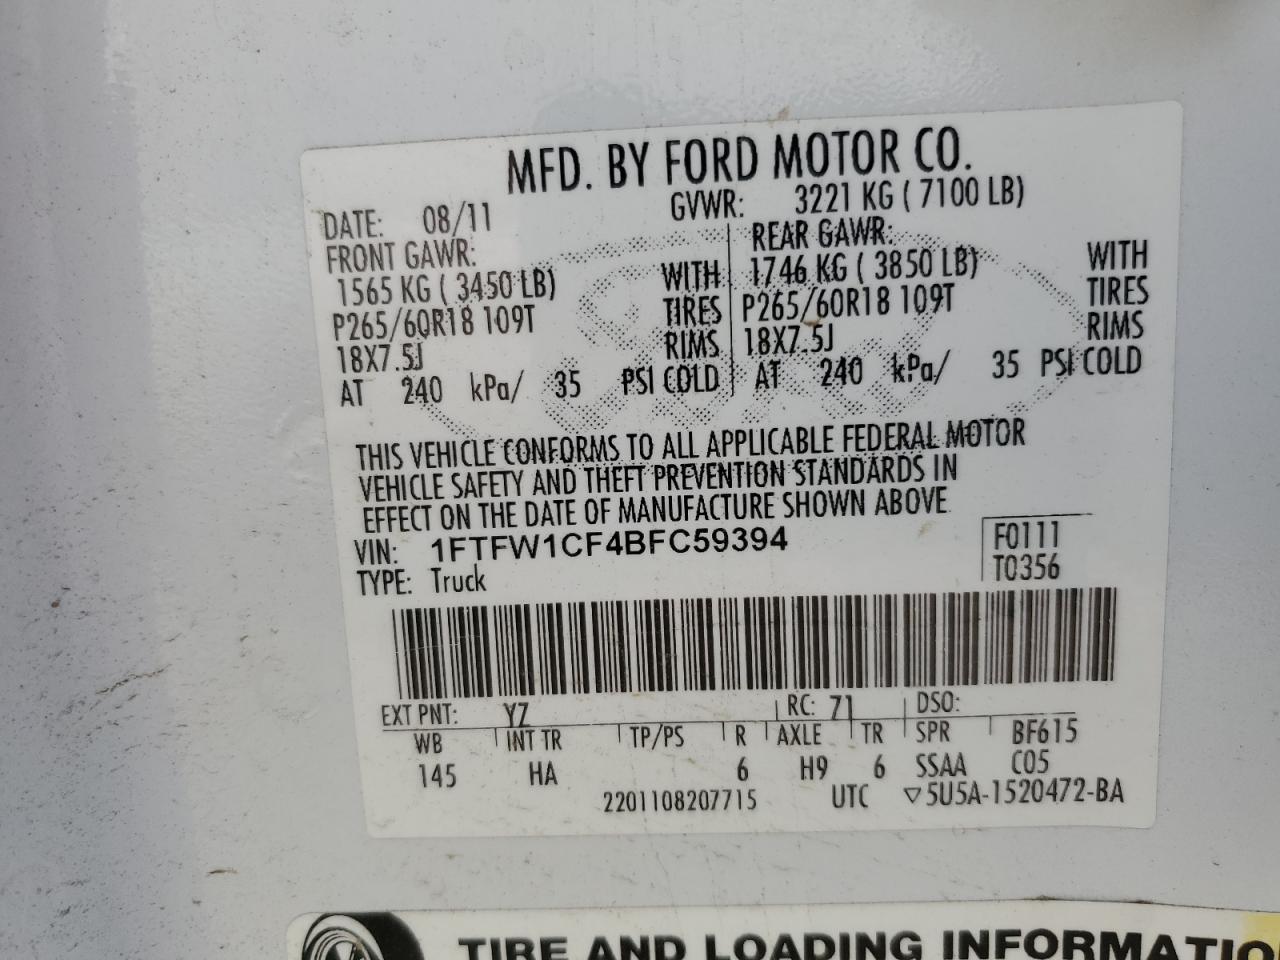 MFD. BY FORD MOTOR CO.
DATE: 08/11 GVWR: 3221 KG ( 7100 LB)
FRONT GAWR: REAR GAWR:
1565 KG ( 3450 LB) WITH 1746 KG ( 3850 LB) WITH
P265/60R18 109T TIRES P265/60R18 109T TIRES
18X7.5J RIMS 18X7.5J RIMS
AT 240 kPa/ 35 PSI COLD AT 240 kPa/ 35 PSI COLD
THIS VEHICLE CONFORMS TO ALL APPLICABLE FEDERAL MOTOR
VEHICLE SAFETY AND THEFT PREVENTION STANDARDS IN
EFFECT ON THE DATE OF MANUFACTURE SHOWN ABOVE
VIN: 1FTFW1CF4BFC59394 F0111
TYPE: Truck T0356
EXT PNT: YZ RC: 71 DSO:
WB INT TR TP/PS R AXLE TR SPR BF615
145 HA 6 H9 6 SSAA C05
2201108207715 UTC ▽5U5A-1520472-BA
TIRE AND LOADING INFORMATIO